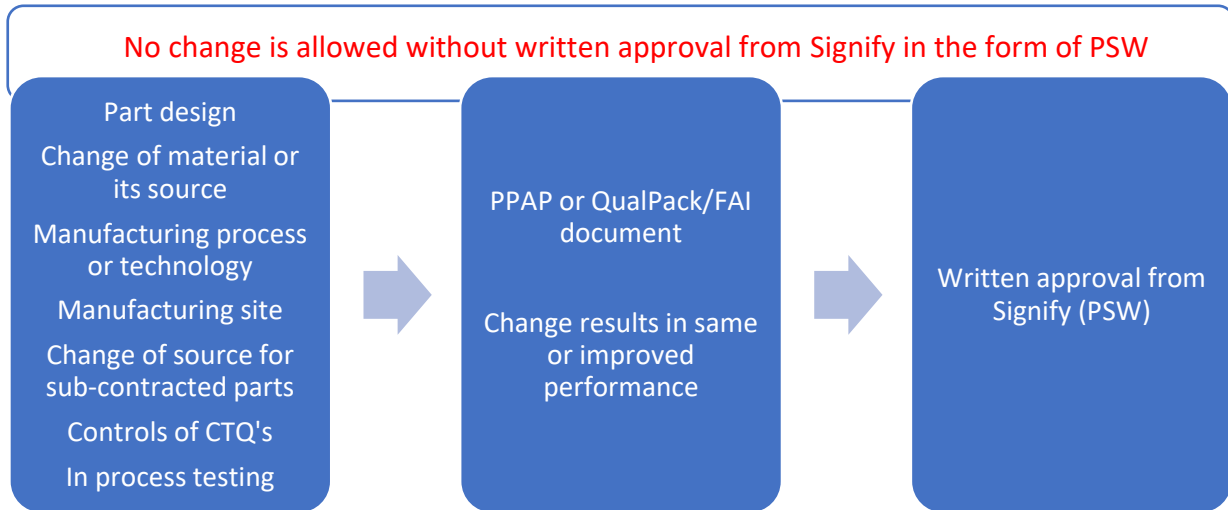 No change is allowed without written approval from Signify in the form of PSW
Part design
Change of material or
its source
Manufacturing process
or technology
Manufacturing site
Change of source for
sub-contracted parts
Controls of CTQ's
In process testing
PPAP or QualPack/FAI
document
Change results in same
or improved
performance
Written approval from
Signify (PSW)